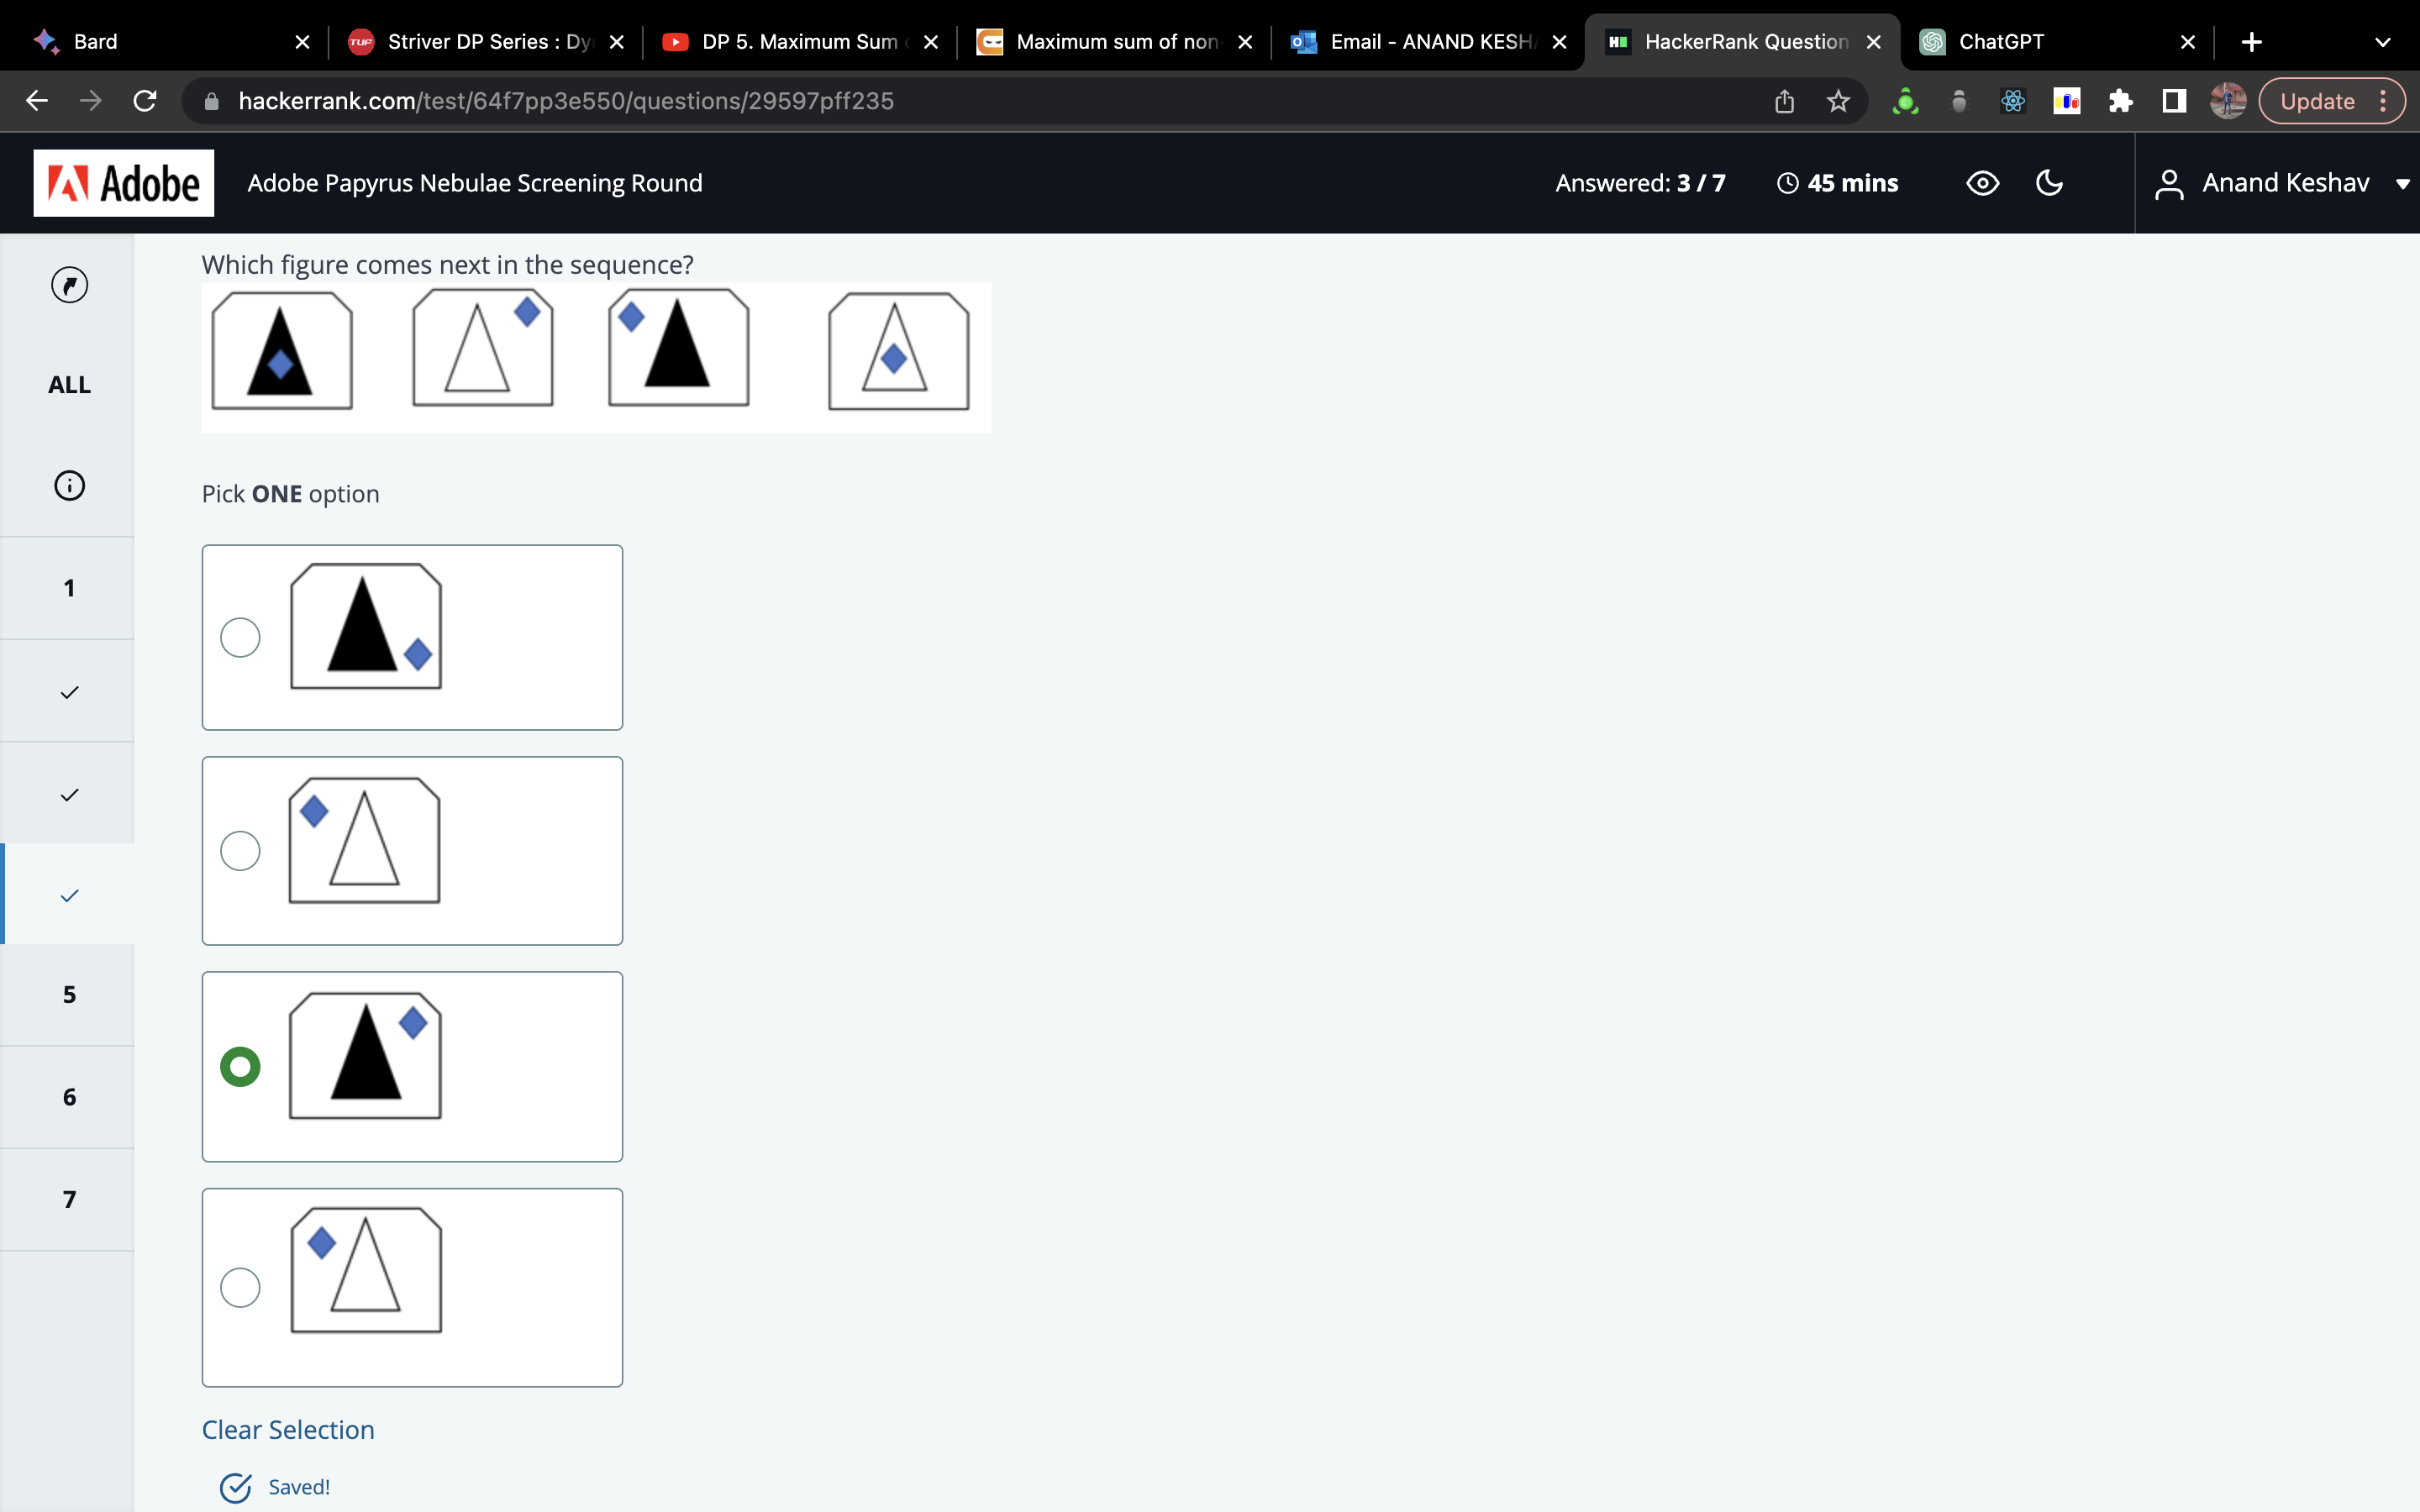 Bard
TUF Striver DP Series : Dy
DP 5. Maximum Sum
Maximum sum of non
Email - ANAND KESH
HackerRank Question
ChatGPT
hackerrank.com/test/64f7pp3e550/questions/29597pff235
Update
Adobe
Adobe Papyrus Nebulae Screening Round
Answered: 3 / 7
45 mins
Anand Keshav
ALL
1
5
6
7
Which figure comes next in the sequence?
Pick ONE option
Clear Selection
Saved!